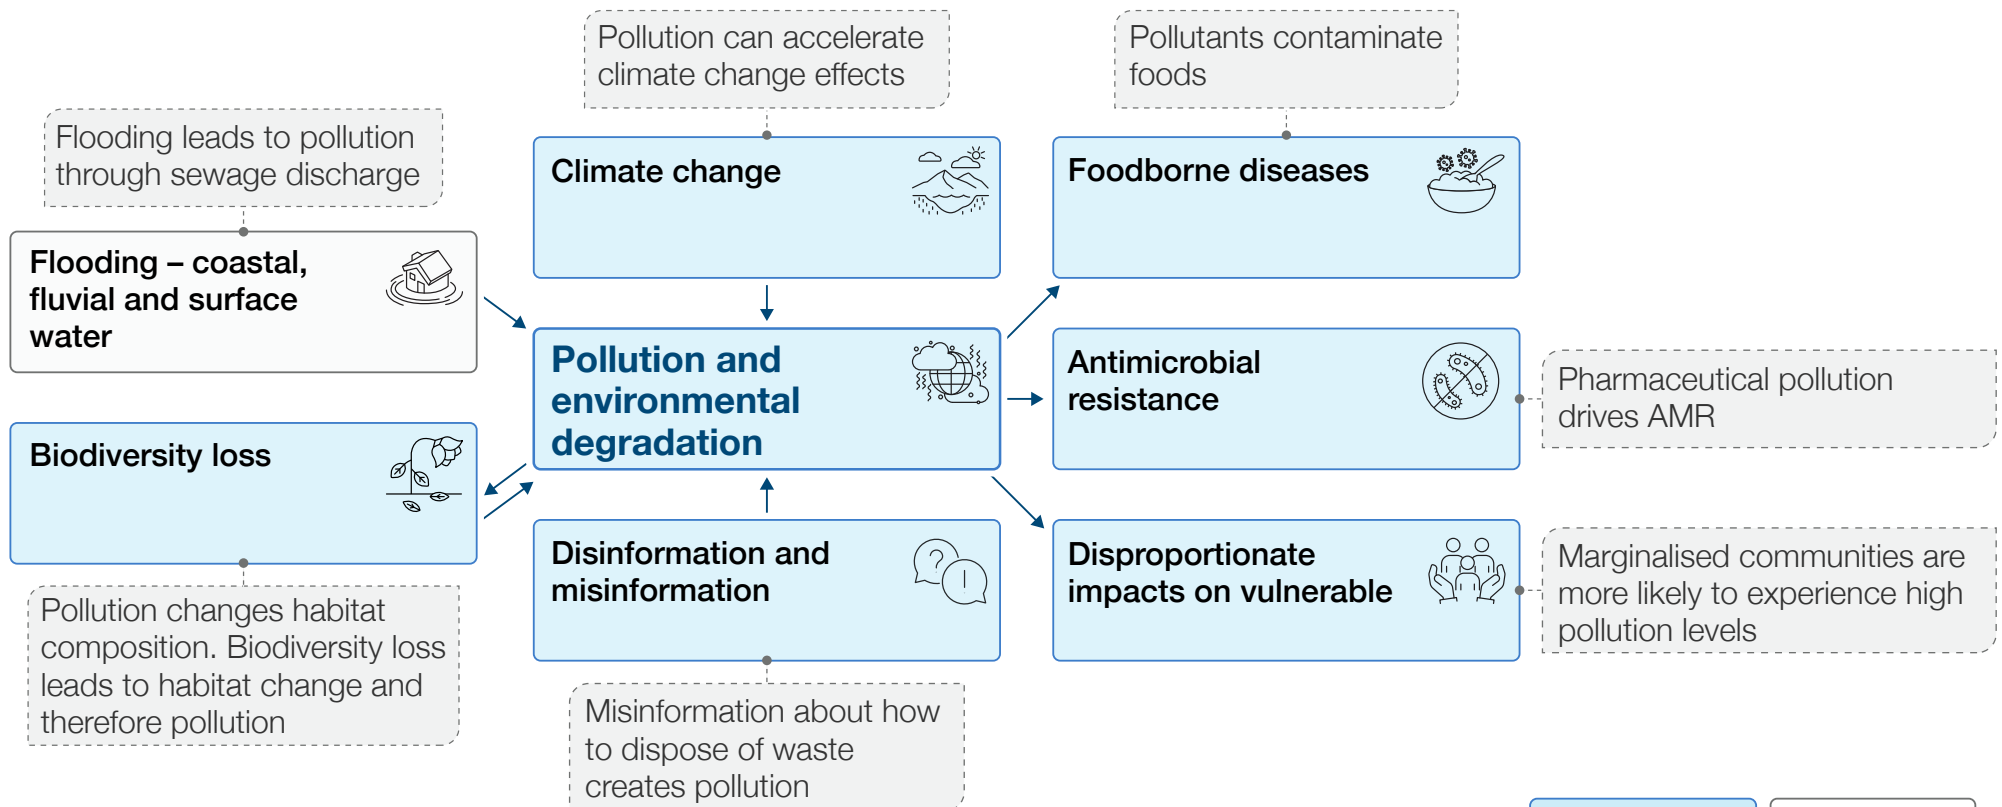 Pollution can accelerate
climate change effects
Pollutants contaminate
foods
Flooding leads to pollution
through sewage discharge
Climate change
Foodborne diseases
Flooding – coastal,
fluvial and surface
water
Pollution and
environmental
degradation
Antimicrobial
resistance
Pharmaceutical pollution
drives AMR
Biodiversity loss
Disinformation and
misinformation
Disproportionate
impacts on vulnerable
Marginalised communities are
more likely to experience high
pollution levels
Pollution changes habitat
composition. Biodiversity loss
leads to habitat change and
therefore pollution
Misinformation about how
to dispose of waste
creates pollution